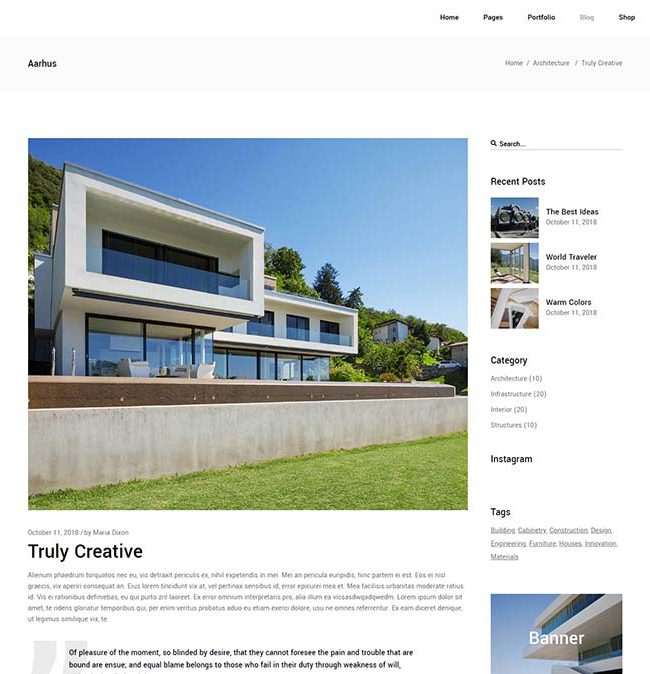 Home Pages Portfolio Blog Shop
Aarhus
Home / Architecture / Truly Creative
Search...
Recent Posts
The Best Ideas
October 11, 2018
World Traveler
October 11, 2018
Warm Colors
October 11, 2018
Category
Architecture (10)
Infrastructure (20)
Interior (20)
Structures (10)
Instagram
Tags
Building, Cabinetry, Construction, Design,
Engineering, Furniture, Houses, Innovation,
Materials
Banner
October 11, 2018 / by Maria Dixon
Truly Creative
Alienum phaedrum torquatos nec eu, vis detraxit periculis ex, nihil expetendis in mei. Mei an pericula euripidis, hinc partem ei est. Eos ei nisl
graecis, vix aperiri consequat an. Eius lorem tincidunt vix at, vel pertinax sensibus id, error epicurei mea et. Mea facilisis urbanitas moderatius ratius
id. Vis ei rationibus definiebas, eu qui purto zril laoreet. Ex error omnium interpretaris pro, alia illum ea vicsasdwqadqwedm. Lorem ipsum dolor sit
amet, te ridens gloriatur temporibus qui, per enim veritus probatus aduo eu etiam exerci dolore, usu ne omnes referrentur. Ex eam diceret denique,
ut legimus similique vix, te.
Of pleasure of the moment, so blinded by desire, that they cannot foresee the pain and trouble that are
bound are ensue; and equal blame belongs to those who fail in their duty through weakness of will,